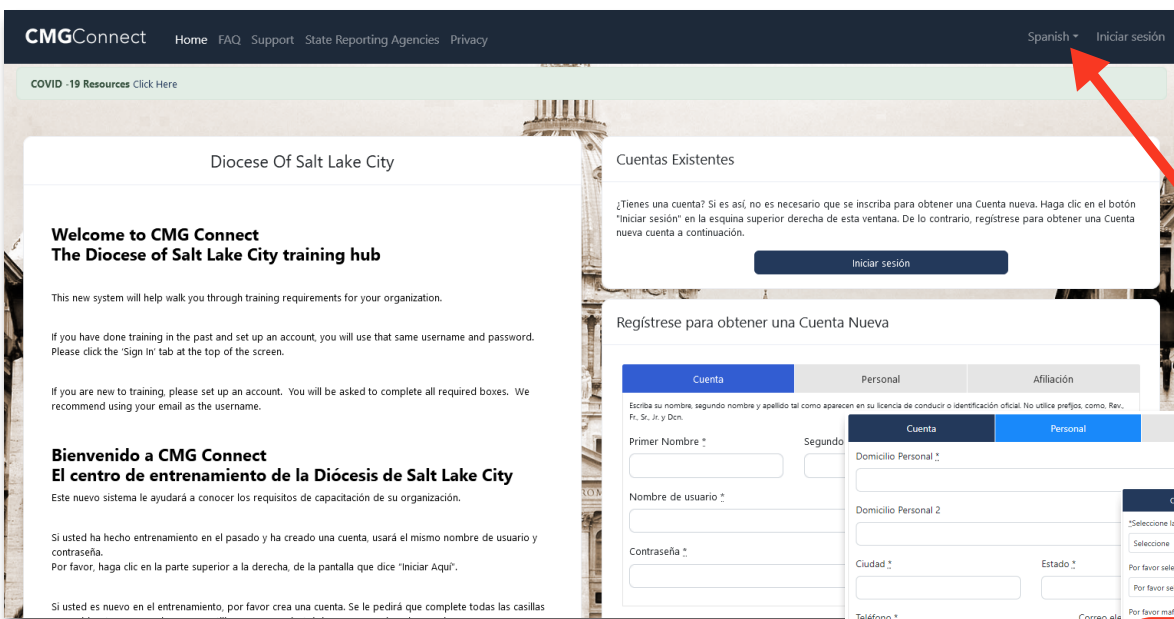 CMGConnect Home FAQ Support State Reporting Agencies Privacy Spanish Iniciar sesión
COVID -19 Resources Click Here
Diocese Of Salt Lake City
Welcome to CMG Connect
The Diocese of Salt Lake City training hub
This new system will help walk you through training requirements for your organization.
If you have done training in the past and set up an account, you will use that same username and password.
Please click the 'Sign In' tab at the top of the screen.
If you are new to training, please set up an account. You will be asked to complete all required boxes. We
recommend using your email as the username.
Bienvenido a CMG Connect
El centro de entrenamiento de la Diócesis de Salt Lake City
Este nuevo sistema le ayudará a conocer los requisitos de capacitación de su organización.
Si usted ha hecho entrenamiento en el pasado y ha creado una cuenta, usará el mismo nombre de usuario y
contraseña.
Por favor, haga clic en la parte superior a la derecha, de la pantalla que dice "Iniciar Aquí".
Si usted es nuevo en el entrenamiento, por favor crea una cuenta. Se le pedirá que complete todas las casillas
Cuentas Existentes
¿Tienes una cuenta? Si es así, no es necesario que se inscriba para obtener una Cuenta nueva. Haga clic en el botón
"Iniciar sesión" en la esquina superior derecha de esta ventana. De lo contrario, regístrese para obtener una Cuenta
nueva cuenta a continuación.
Iniciar sesión
Regístrese para obtener una Cuenta Nueva
Cuenta Personal Afiliación
Escriba su nombre, segundo nombre y apellido tal como aparecen en su licencia de conducir o identificación oficial. No utilice prefijos, como, Rev.,
Fr., Sr., Jr. y Dcn.
Primer Nombre * Segundo
Nombre de usuario *
Contraseña *
Cuenta Personal
Domicilio Personal *
Domicilio Personal 2
Ciudad * Estado *
Teléfono * Correo ele
*Seleccione la
Seleccione
Por favor sele
Por favor se
Por favor mar